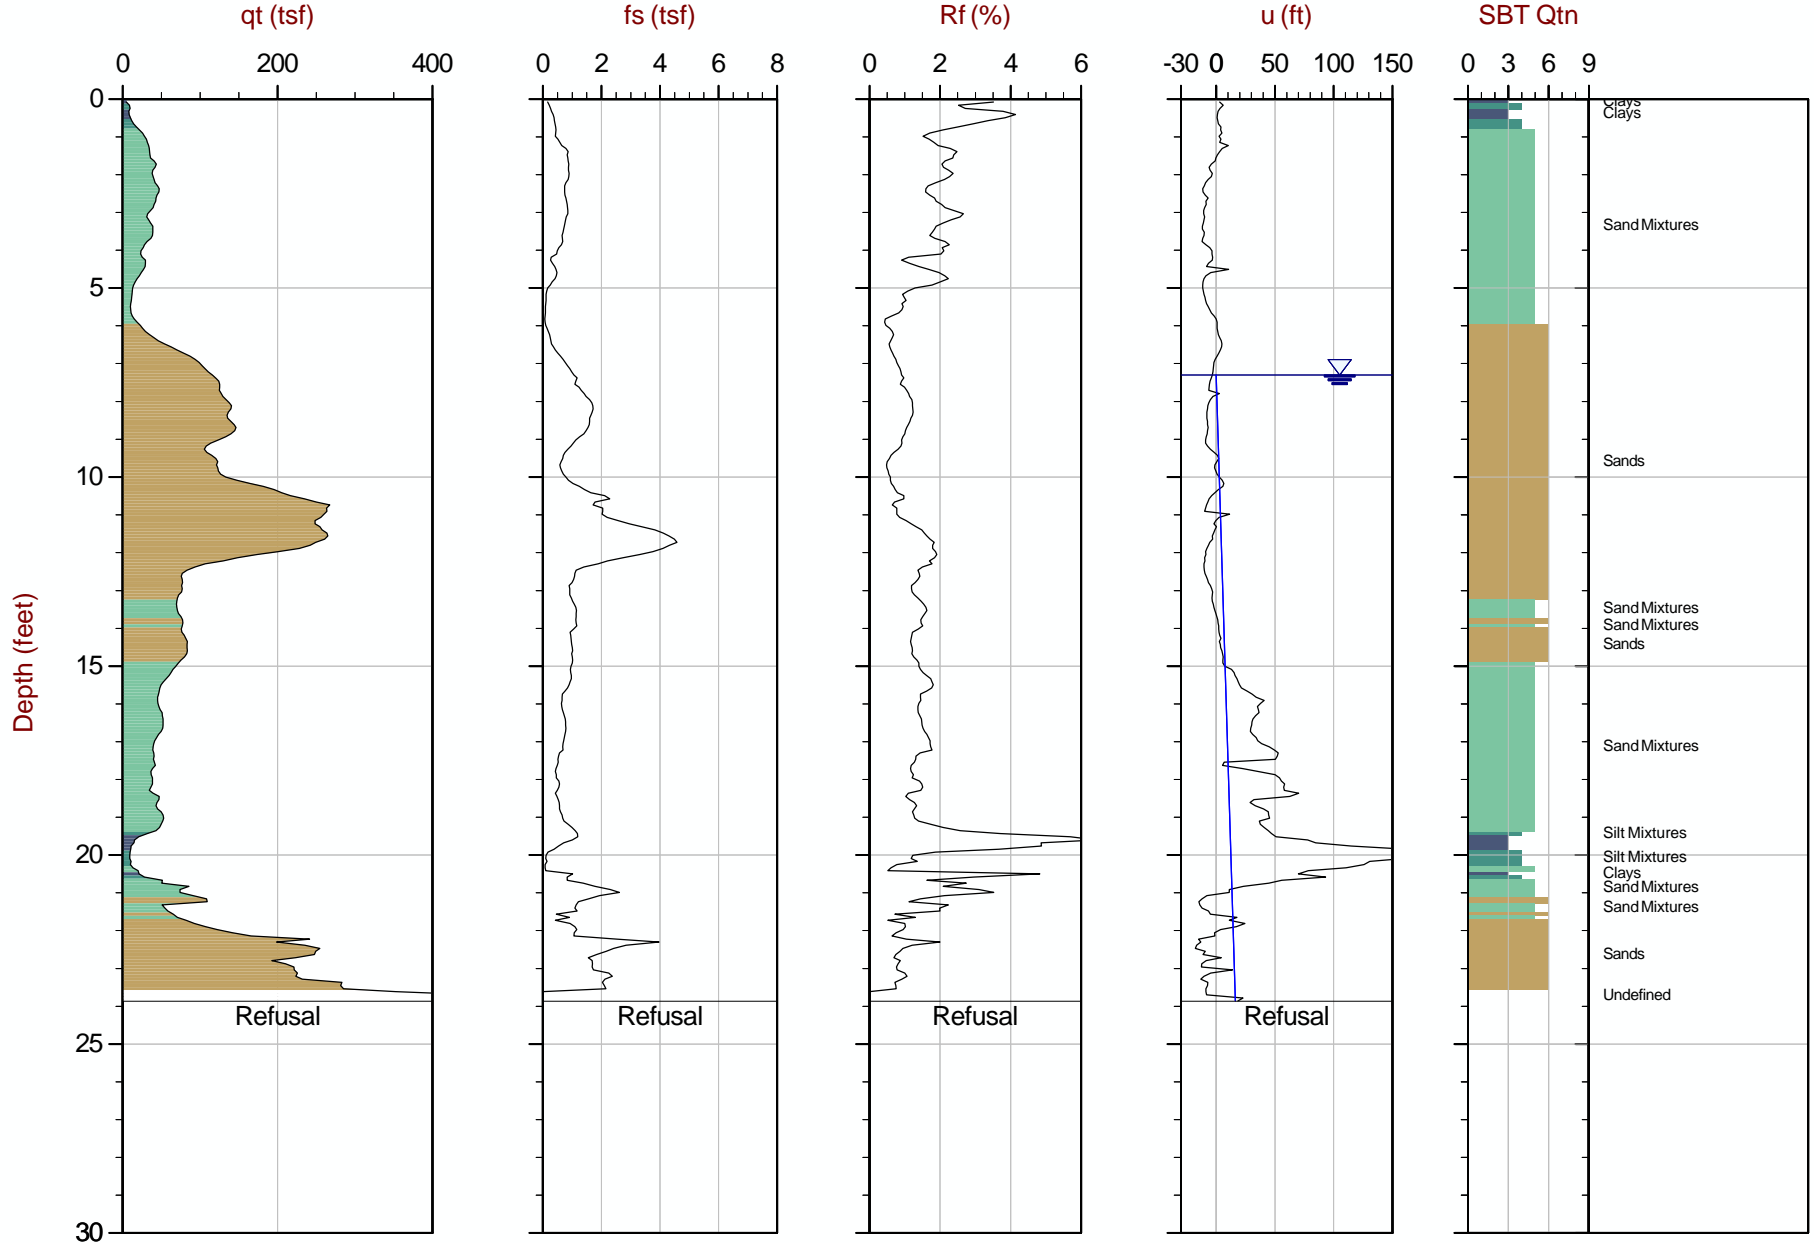 qt (tsf) fs (tsf) Rf (%) u (ft) SBT Qtn
0 200 400 0 2 4 6 8 0 2 4 6 -30 0 50 100 150 0 3 6 9
0
Clays
Clays
Sand Mixtures
5
Sands
10
Depth (feet)
Sand Mixtures
Sand Mixtures
Sands
15
Sand Mixtures
Silt Mixtures
20
Silt Mixtures
Clays
Sand Mixtures
Sand Mixtures
Sands
Undefined
Refusal Refusal Refusal Refusal
25
30